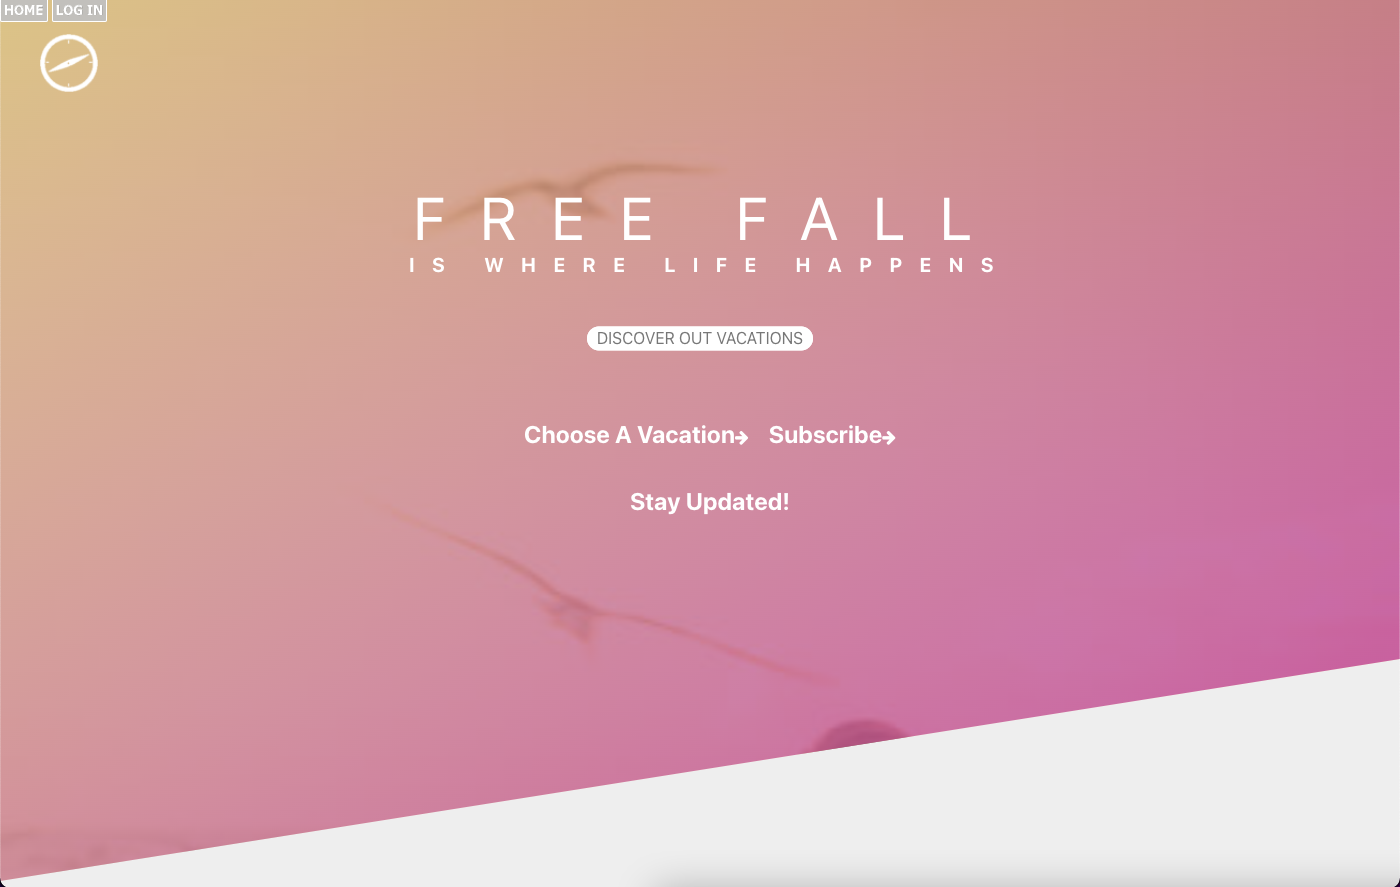 HOME LOG IN
FREE FALL
IS WHERE LIFE HAPPENS
DISCOVER OUT VACATIONS
Choose A Vacation→ Subscribe→
Stay Updated!